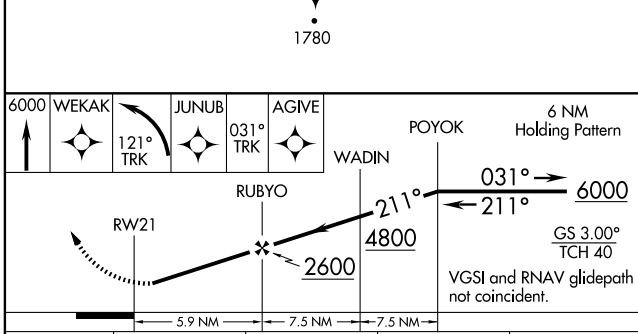 1780
6000 WEKAK JUNUB AGIVE
121° TRK
031° TRK
6 NM
Holding Pattern
POYOK
WADIN
RUBYO
RW21
031°
211°
6000
211°
4800
2600
GS 3.00°
TCH 40
VGSI and RNAV glidepath
not coincident.
5.9 NM 7.5 NM 7.5 NM